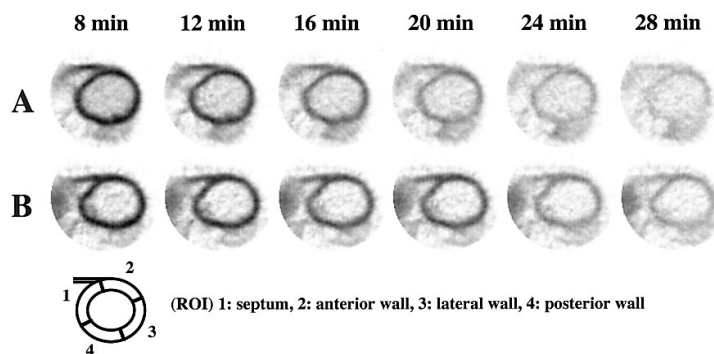 8 min 12 min 16 min 20 min 24 min 28 min
A
B
2
1
3
4
(ROI) 1: septum, 2: anterior wall, 3: lateral wall, 4: posterior wall